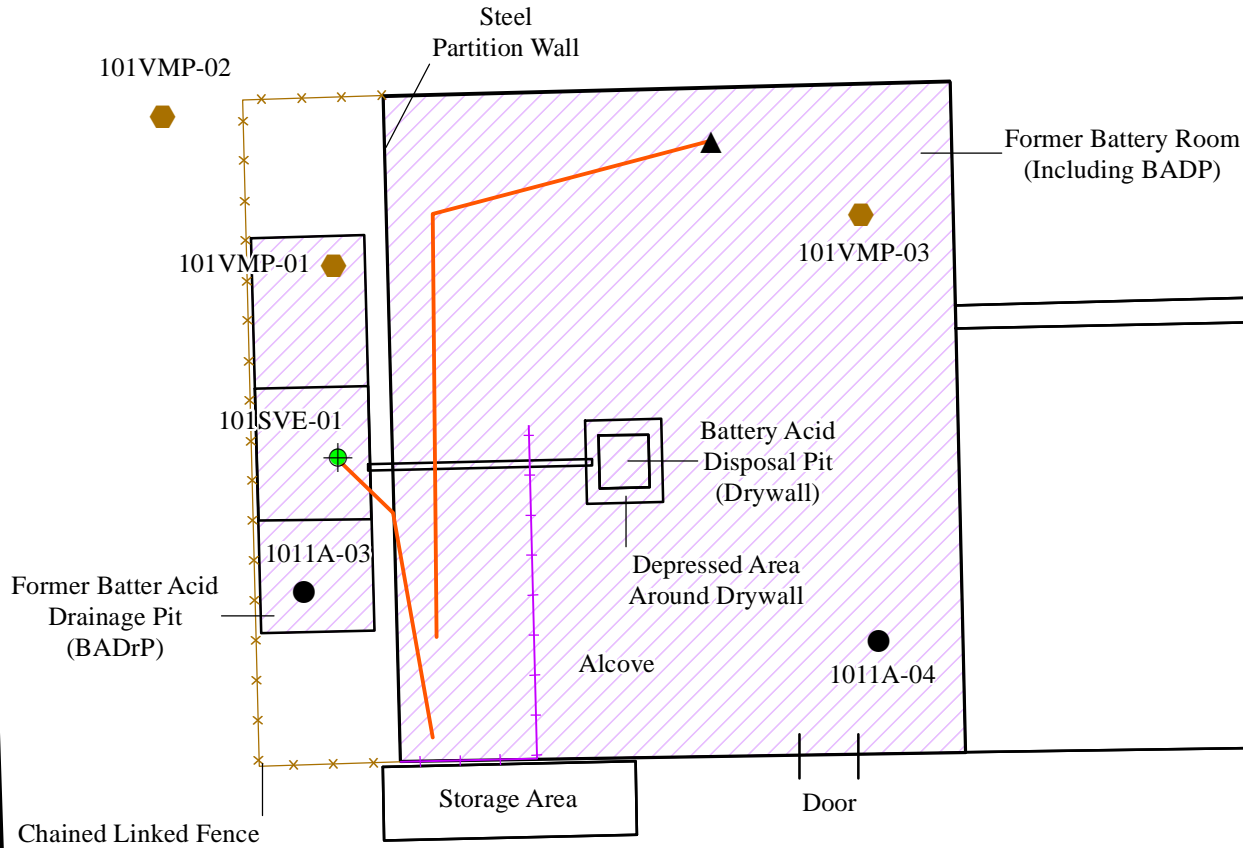 Steel
Partition Wall
101VMP-02
Former Battery Room
(Including BADP)
101VMP-03
101VMP-01
101SVE-01
Battery Acid
Disposal Pit
(Drywall)
1011A-03
Depressed Area
Around Drywall
Former Batter Acid
Drainage Pit
(BADrP)
Alcove
1011A-04
Storage Area
Door
Chained Linked Fence